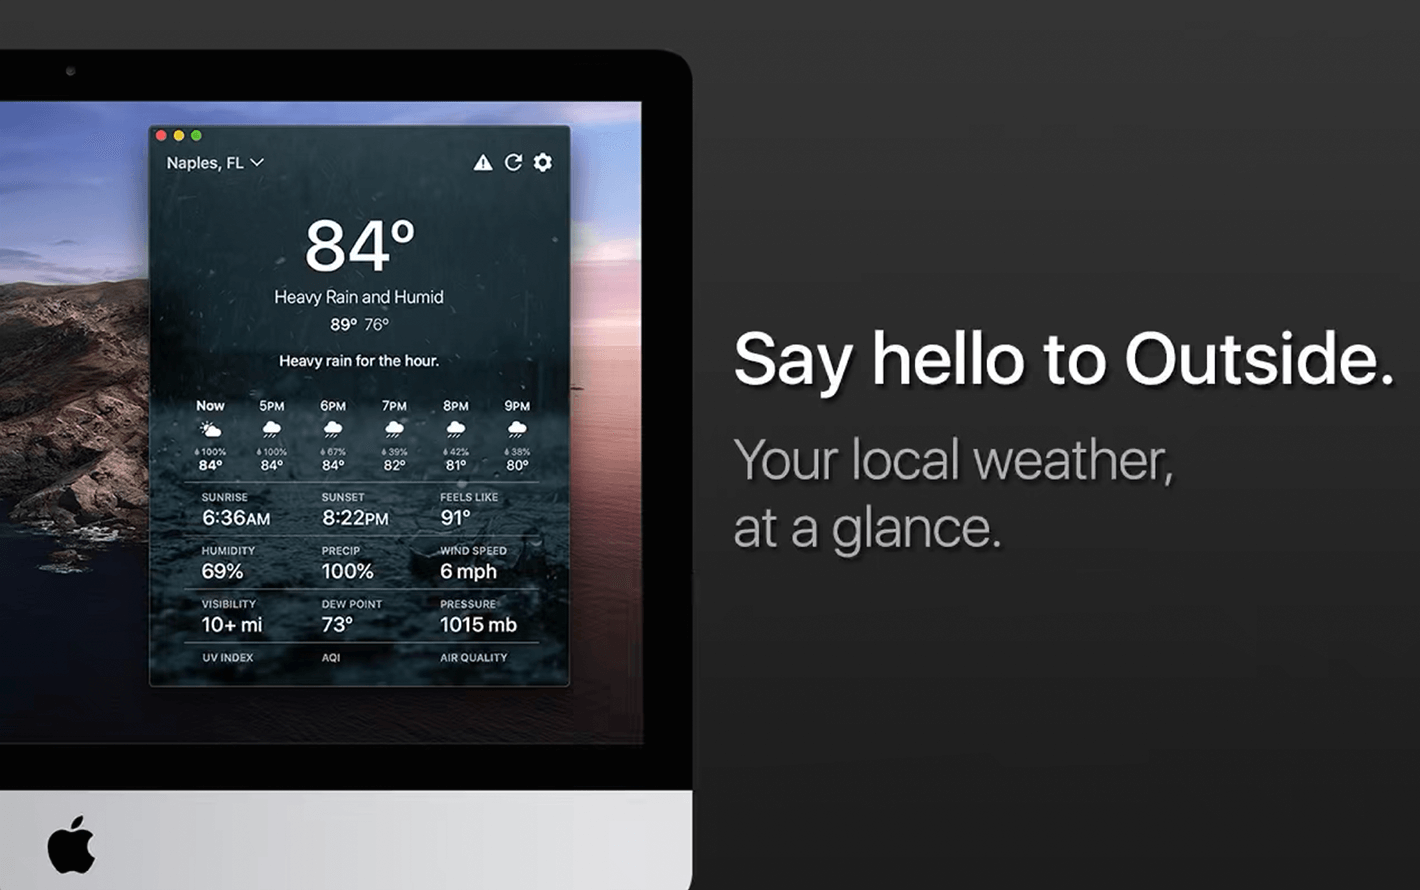 Naples, FL
84°
Heavy Rain and Humid
89° 76°
Heavy rain for the hour.
Now 5PM 6PM 7PM 8PM 9PM
100% 100% 67% 39% 42% 38%
84° 84° 84° 82° 81° 80°
SUNRISE SUNSET FEELS LIKE
6:36AM 8:22PM 91°
HUMIDITY PRECIP WIND SPEED
69% 100% 6 mph
VISIBILITY DEW POINT PRESSURE
10+ mi 73° 1015 mb
UV INDEX AQI AIR QUALITY
Say hello to Outside.
Your local weather,
at a glance.